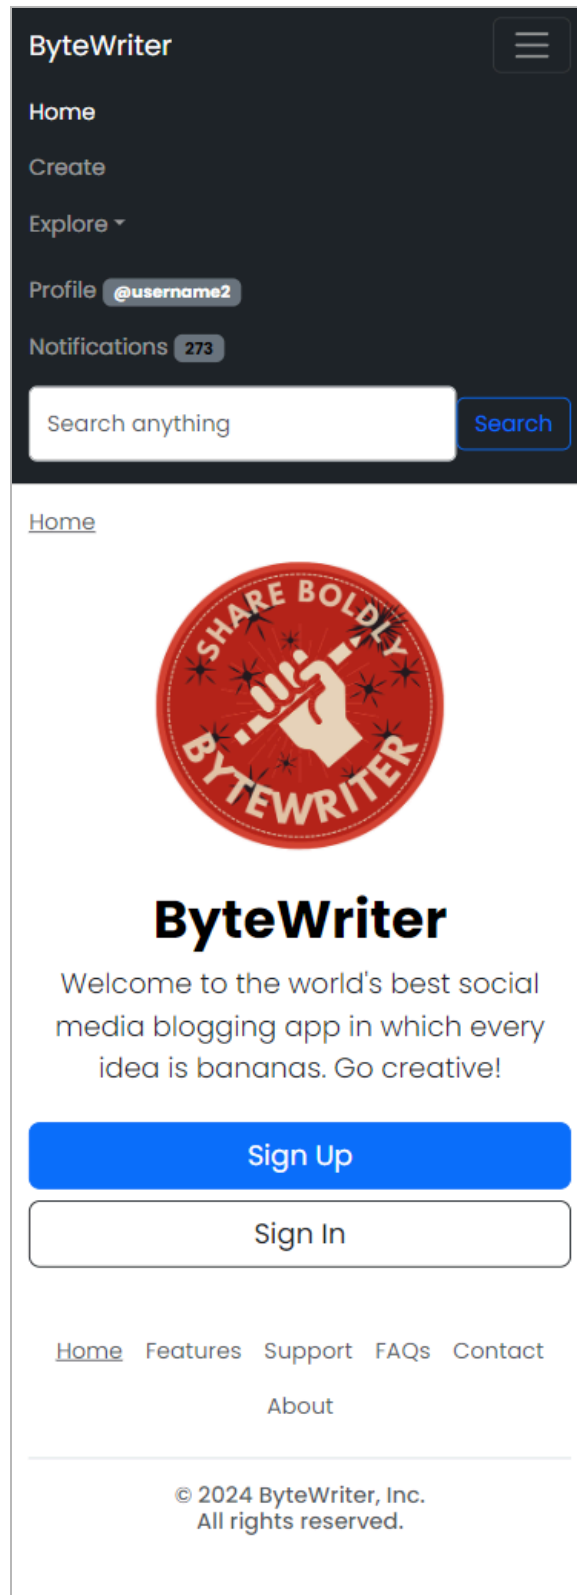 ByteWriter
Home
Create
Explore
Profile @username2
Notifications 273
Search anything Search
Home
SHARE BOLDLY
BYTEWRITER
ByteWriter
Welcome to the world's best social
media blogging app in which every
idea is bananas. Go creative!
Sign Up
Sign In
Home Features Support FAQs Contact
About
© 2024 ByteWriter, Inc.
All rights reserved.